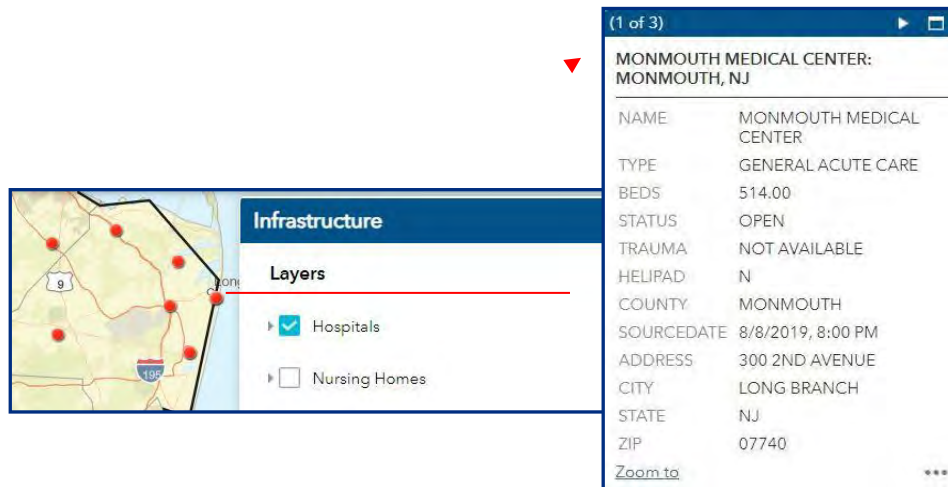 (1 of 3)
MONMOUTH MEDICAL CENTER:
MONMOUTH, NJ
NAME MONMOUTH MEDICAL
CENTER
TYPE GENERAL ACUTE CARE
BEDS 514.00
STATUS OPEN
TRAUMA NOT AVAILABLE
HELIPAD N
COUNTY MONMOUTH
SOURCEDATE 8/8/2019, 8:00 PM
ADDRESS 300 2ND AVENUE
CITY LONG BRANCH
STATE NJ
ZIP 07740
Zoom to
Infrastructure
Layers
Hospitals
Nursing Homes
9
Long
195